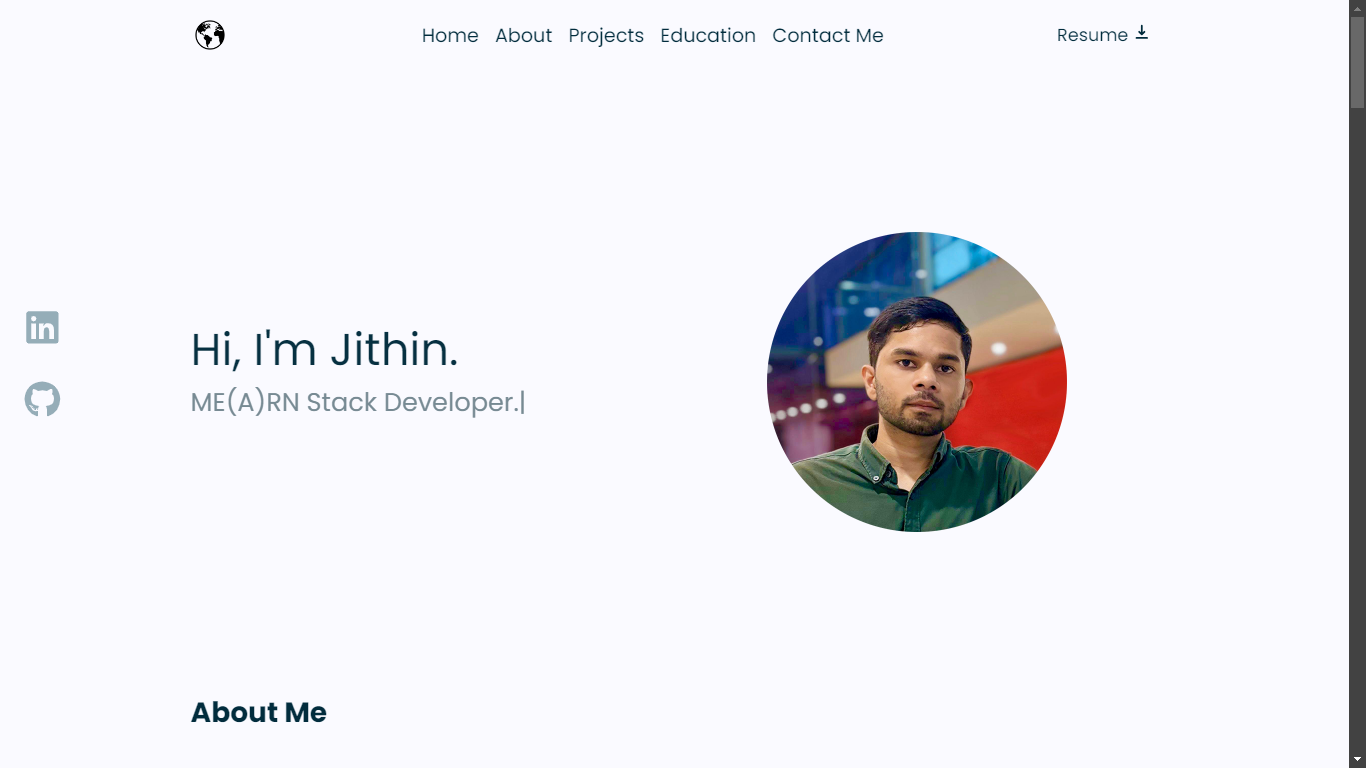 Home About Projects Education Contact Me Resume
Hi, I'm Jithin.
ME(A)RN Stack Developer.|
About Me